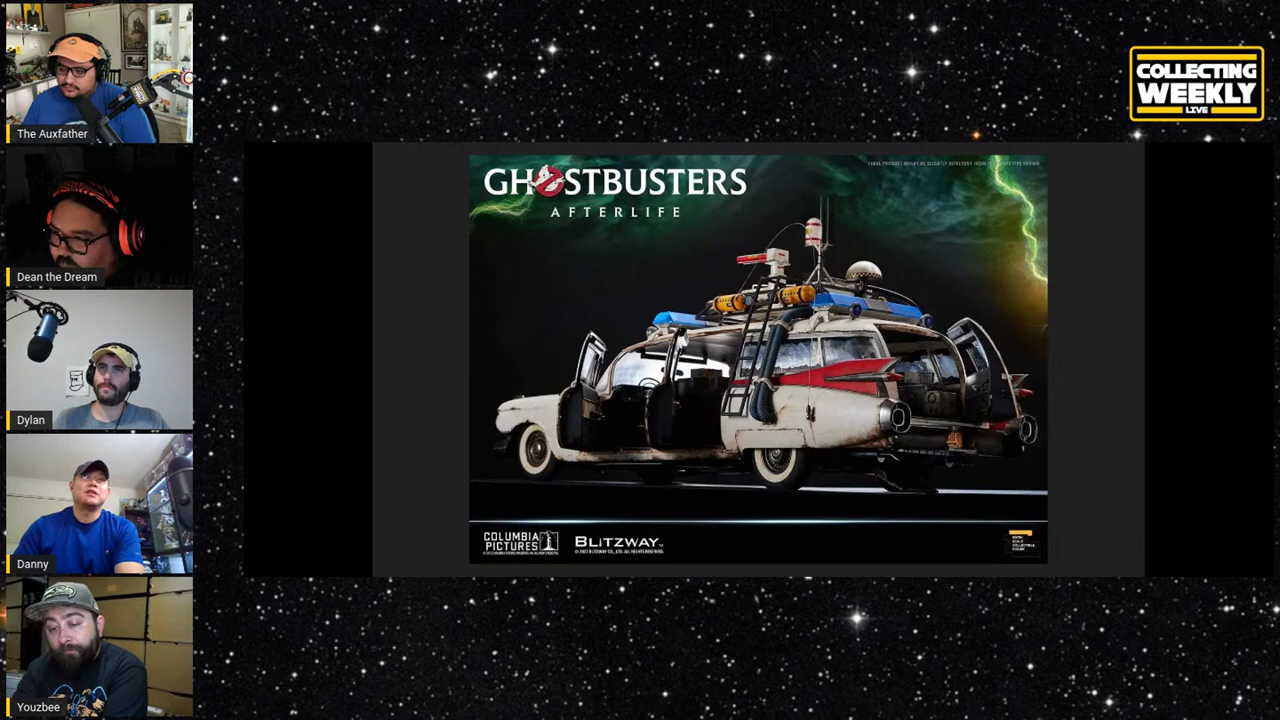 The Auxfather
Dean the Dream
Dylan
Danny
Youzbee
COLLECTING
WEEKLY
LIVE
GHOSTBUSTERS
AFTERLIFE
COLUMBIA
PICTURES
BLITZWAY